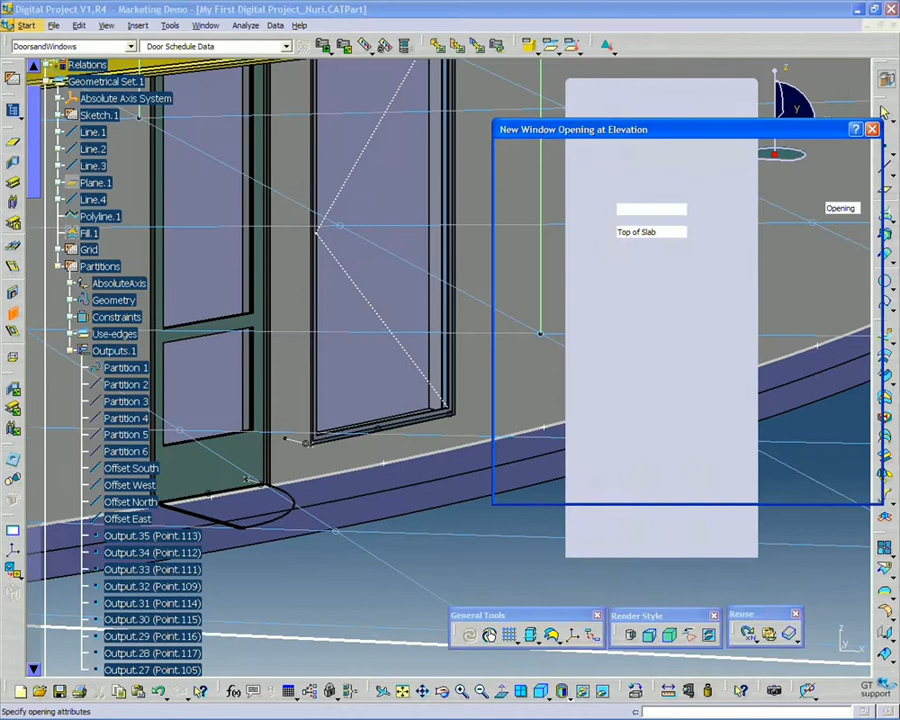 Digital Project V1,R4 - Marketing Demo - [My First Digital Project_Nuri.CATPart]
Start File Edit View Insert Tools Window Analyze Data Help
DoorsandWindows Door Schedule Data
Relations
Geometrical Set.1
Absolute Axis System
Sketch.1
Line.1
Line.2
Line.3
Plane.1
Line.4
Polyline.1
Fill.1
Grid
Partitions
AbsoluteAxis
Geometry
Constraints
Use-edges
Outputs.1
Partition 1
Partition 2
Partition 3
Partition 4
Partition 5
Partition 6
Offset South
Offset West
Offset North
Offset East
Output.35 (Point.113)
Output.34 (Point.112)
Output.33 (Point.111)
Output.32 (Point.109)
Output.31 (Point.114)
Output.30 (Point.115)
Output.29 (Point.116)
Output.28 (Point.117)
Output.27 (Point.105)
z
y
New Window Opening at Elevation
Opening
Top of Slab
General Tools
Render Style
Reuse
z
x
GT
support
Specify opening attributes
c: